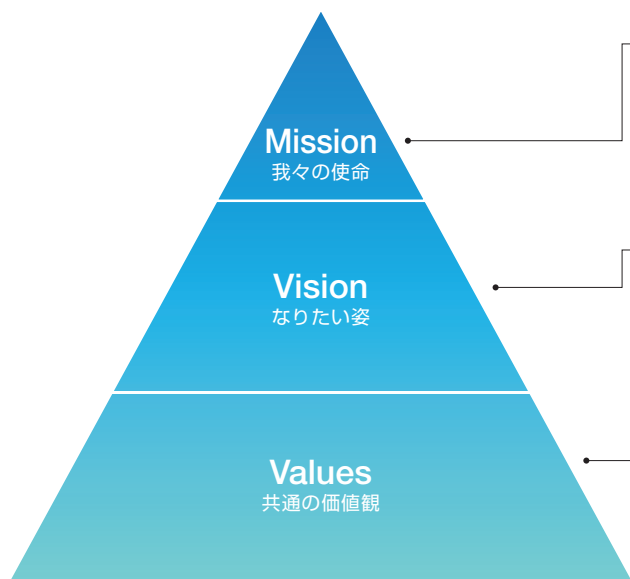 Mission
我々の使命
Vision
なりたい姿
Values
共通の価値観